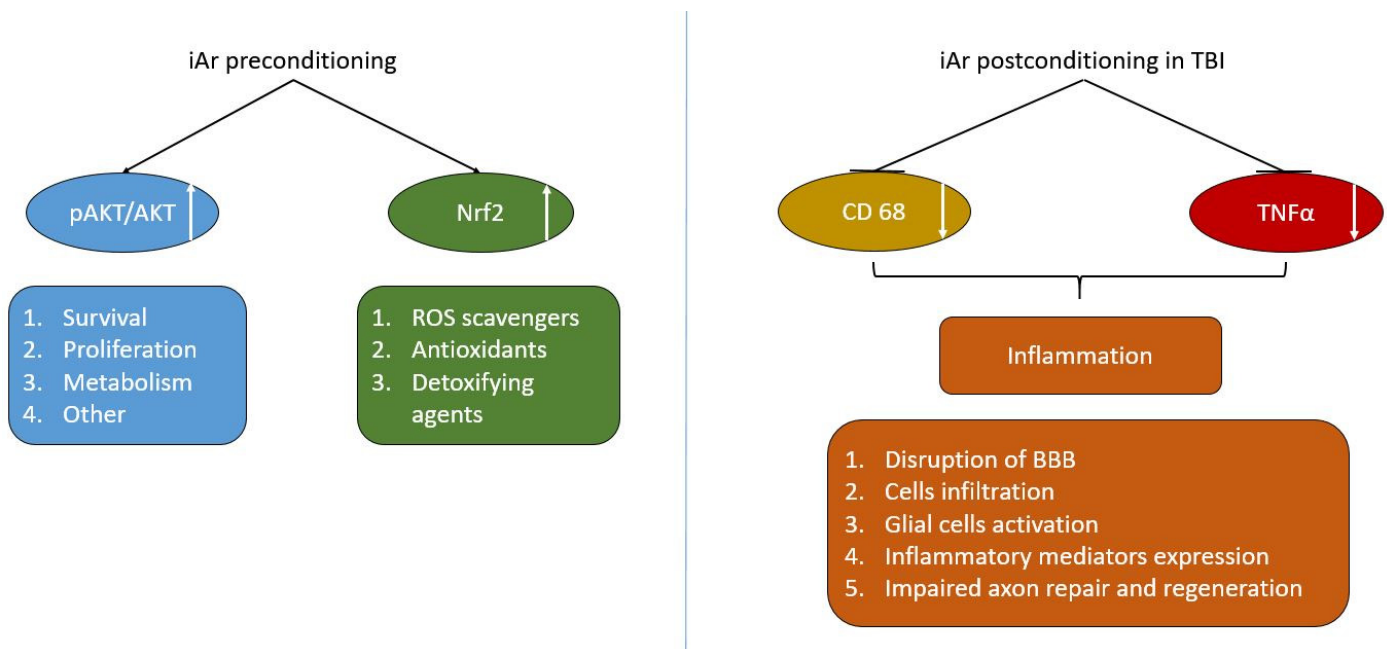 iAr preconditioning
pAKT/AKT
Nrf2
1. Survival
2. Proliferation
3. Metabolism
4. Other
1. ROS scavengers
2. Antioxidants
3. Detoxifying
agents
iAr postconditioning in TBI
CD 68
TNFα
Inflammation
1. Disruption of BBB
2. Cells infiltration
3. Glial cells activation
4. Inflammatory mediators expression
5. Impaired axon repair and regeneration